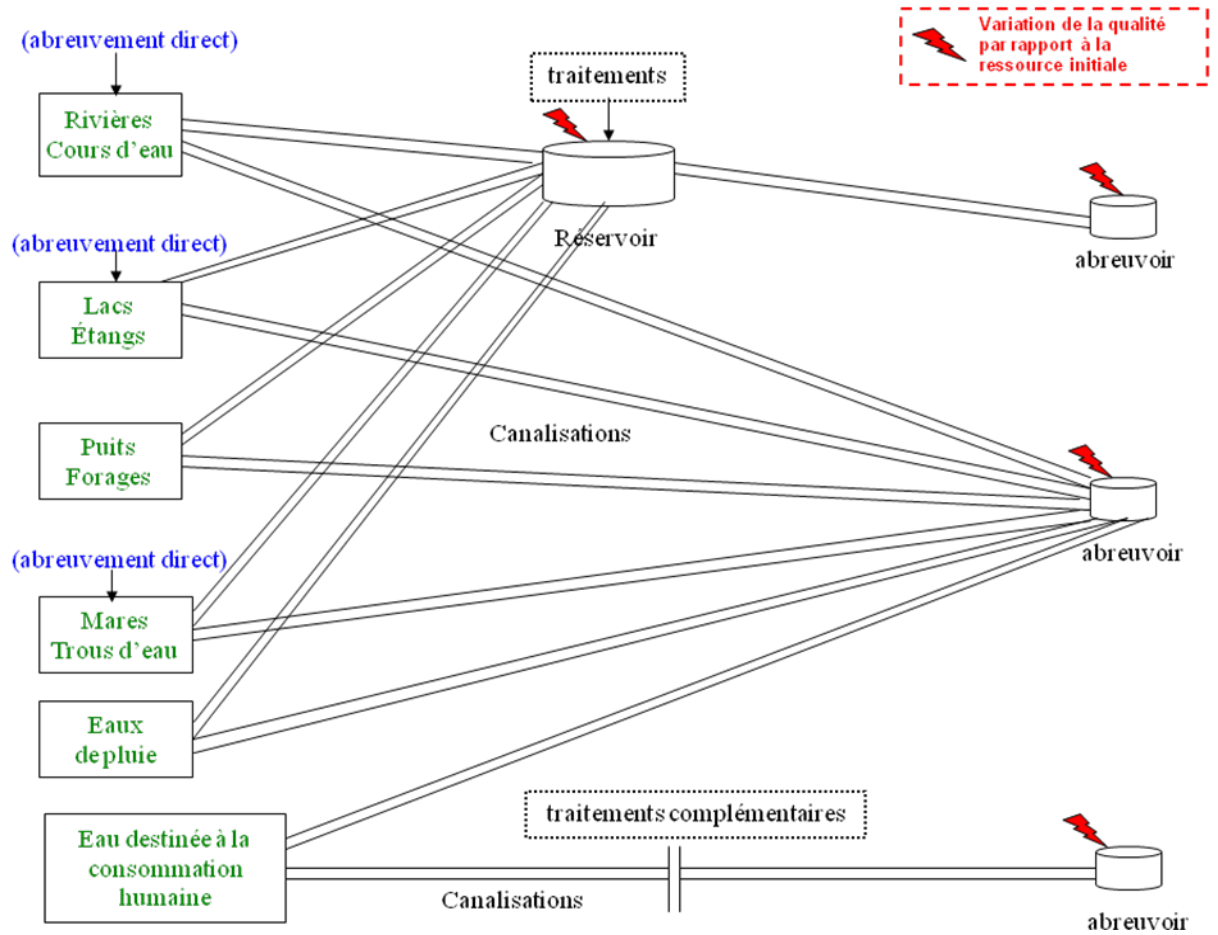 (abreuvement direct)
Variation de la qualité
par rapport à la
ressource initiale
traitements
Rivières
Cours d'eau
Réservoir
abreuvoir
(abreuvement direct)
Lacs
Étangs
Canalisations
Puits
Forages
abreuvoir
(abreuvement direct)
Mares
Trous d'eau
Eaux
de pluie
traitements complémentaires
Eau destinée à la
consommation
humaine
Canalisations
abreuvoir